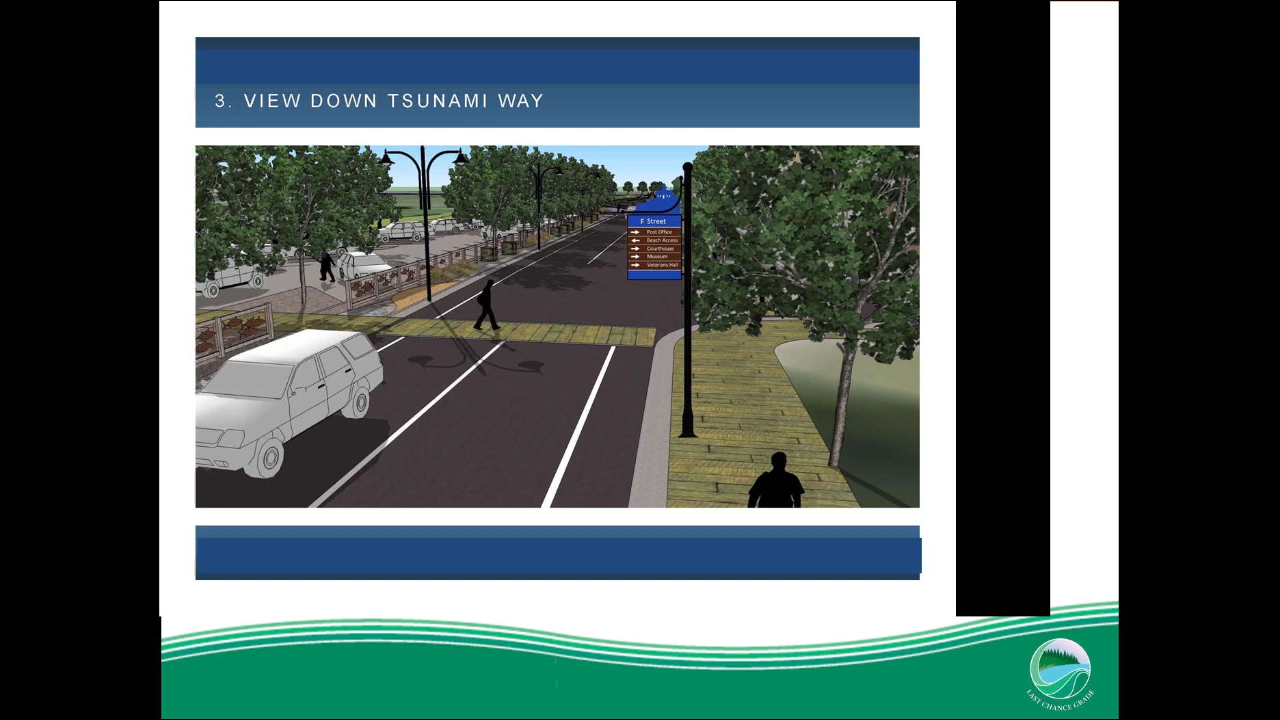 3. VIEW DOWN TSUNAMI WAY
F Street
Post Office
Beach Access
Courthouse
Museum
Veterans Hall
LAST CHANCE GRADE